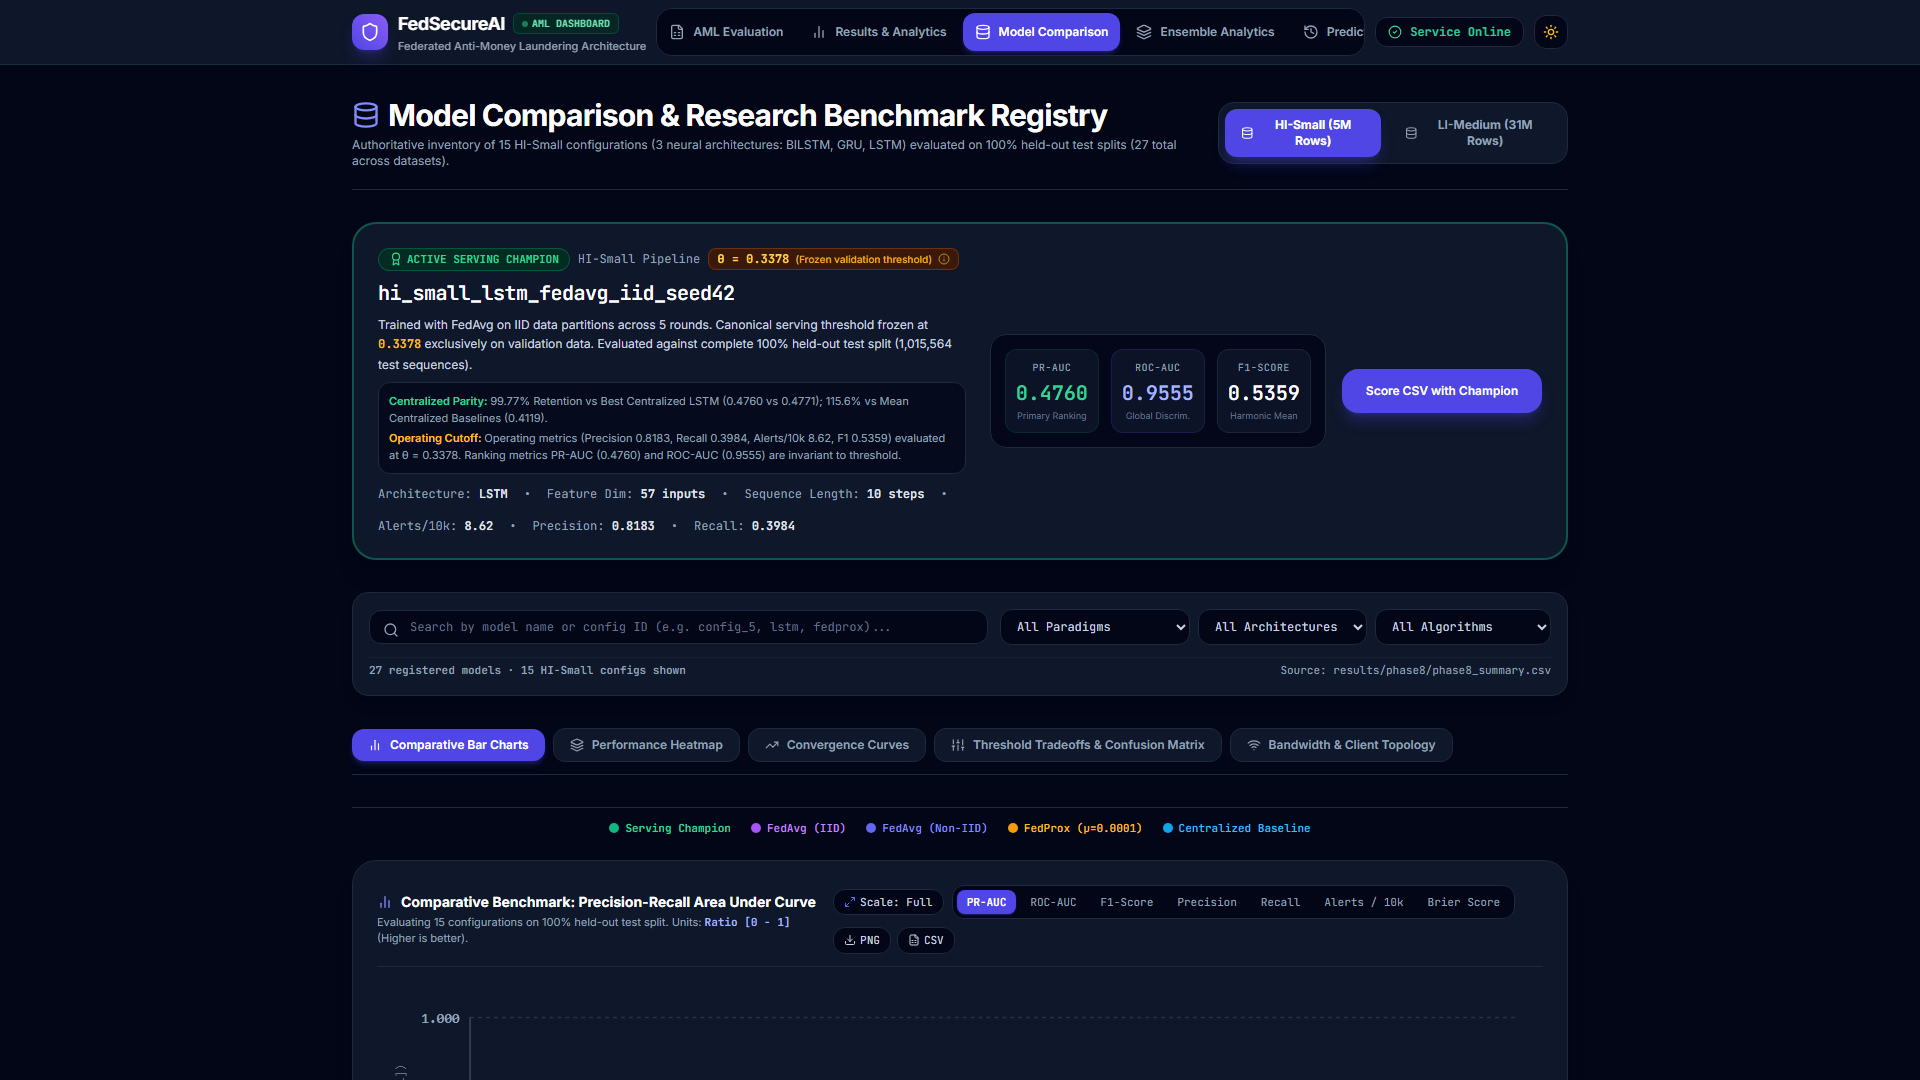 FedSecureAI
AML DASHBOARD
Federated Anti-Money Laundering Architecture
AML Evaluation
Results & Analytics
Model Comparison
Ensemble Analytics
Predic
Service Online
Model Comparison & Research Benchmark Registry
Authoritative inventory of 15 HI-Small configurations (3 neural architectures: BILSTM, GRU, LSTM) evaluated on 100% held-out test splits (27 total
across datasets).
HI-Small (5M
Rows)
LI-Medium (31M
Rows)
ACTIVE SERVING CHAMPION
HI-Small Pipeline
θ = 0.3378 (Frozen validation threshold)
hi_small_lstm_fedavg_iid_seed42
Trained with FedAvg on IID data partitions across 5 rounds. Canonical serving threshold frozen at
0.3378 exclusively on validation data. Evaluated against complete 100% held-out test split (1,015,564
test sequences).
Centralized Parity: 99.77% Retention vs Best Centralized LSTM (0.4760 vs 0.4771); 115.6% vs Mean
Centralized Baselines (0.4119).
Operating Cutoff: Operating metrics (Precision 0.8183, Recall 0.3984, Alerts/10k 8.62, F1 0.5359) evaluated
at θ = 0.3378. Ranking metrics PR-AUC (0.4760) and ROC-AUC (0.9555) are invariant to threshold.
Architecture: LSTM • Feature Dim: 57 inputs • Sequence Length: 10 steps •
Alerts/10k: 8.62 • Precision: 0.8183 • Recall: 0.3984
PR-AUC
0.4760
Primary Ranking
ROC-AUC
0.9555
Global Discrim.
F1-SCORE
0.5359
Harmonic Mean
Score CSV with Champion
Search by model name or config ID (e.g. config_5, lstm, fedprox)...
All Paradigms
All Architectures
All Algorithms
27 registered models · 15 HI-Small configs shown
Source: results/phase8/phase8_summary.csv
Comparative Bar Charts
Performance Heatmap
Convergence Curves
Threshold Tradeoffs & Confusion Matrix
Bandwidth & Client Topology
Serving Champion
FedAvg (IID)
FedAvg (Non-IID)
FedProx (μ=0.0001)
Centralized Baseline
Comparative Benchmark: Precision-Recall Area Under Curve
Evaluating 15 configurations on 100% held-out test split. Units: Ratio [0 - 1]
(Higher is better).
Scale: Full
PR-AUC
ROC-AUC
F1-Score
Precision
Recall
Alerts / 10k
Brier Score
PNG
CSV
1.000